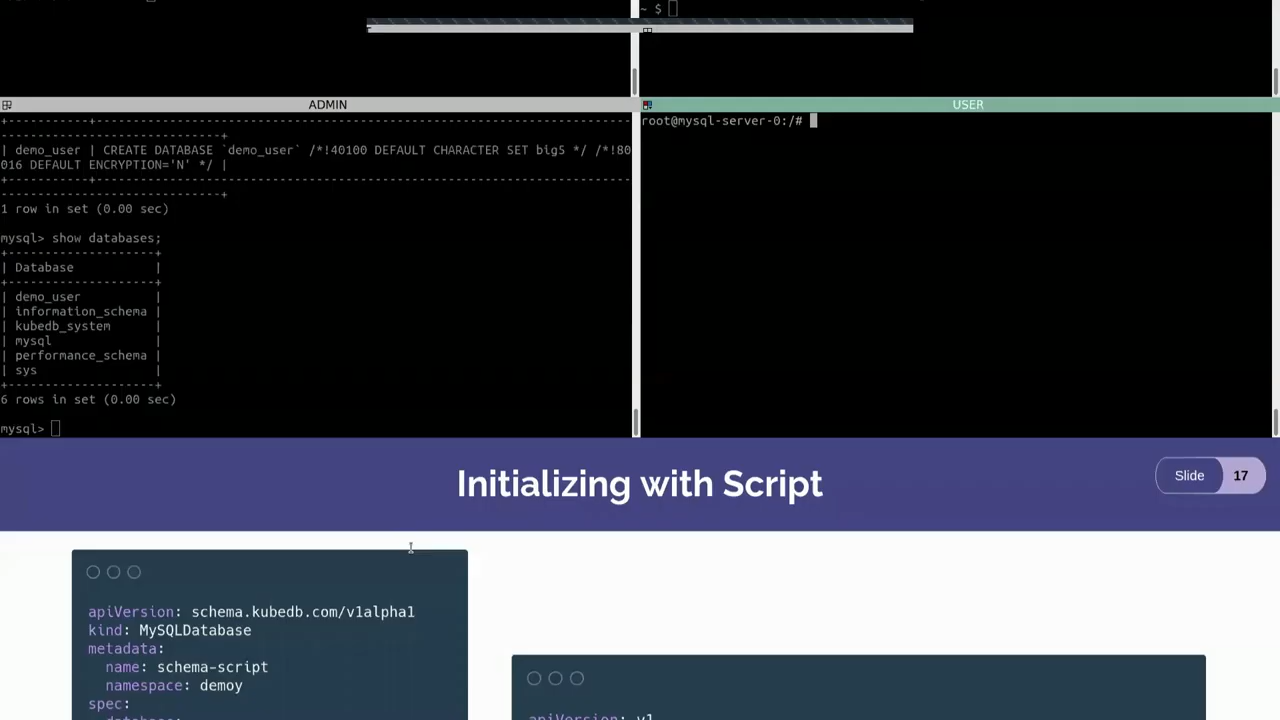 ~ $
ADMIN
+---------+------------------------------------------------------------------------
------------------------------+
| demo_user | CREATE DATABASE `demo_user` /*!40100 DEFAULT CHARACTER SET big5 */ /*!80
016 DEFAULT ENCRYPTION='N' */ |
+---------+------------------------------------------------------------------------
------------------------------+
1 row in set (0.00 sec)
mysql> show databases;
+--------------------+
| Database           |
+--------------------+
| demo_user          |
| information_schema |
| kubedb_system      |
| mysql              |
| performance_schema |
| sys                |
+--------------------+
6 rows in set (0.00 sec)
mysql>
USER
root@mysql-server-0:/#
Initializing with Script
Slide 17
apiVersion: schema.kubedb.com/v1alpha1
kind: MySQLDatabase
metadata:
name: schema-script
namespace: demoy
spec:
database:
apiVersion: v1